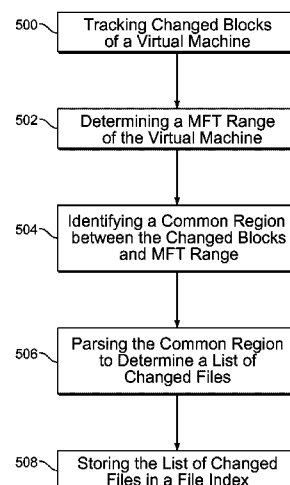 500
Tracking Changed Blocks
of a Virtual Machine
502
Determining a MFT Range
of the Virtual Machine
504
Identifying a Common Region
between the Changed Blocks
and MFT Range
506
Parsing the Common Region
to Determine a List of
Changed Files
508
Storing the List of Changed
Files in a File Index